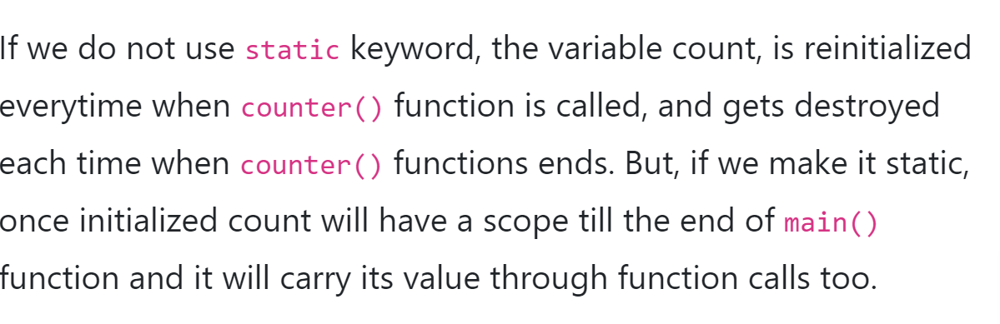 If we do not use static keyword, the variable count, is reinitialized
everytime when counter() function is called, and gets destroyed
each time when counter() functions ends. But, if we make it static,
once initialized count will have a scope till the end of main()
function and it will carry its value through function calls too.